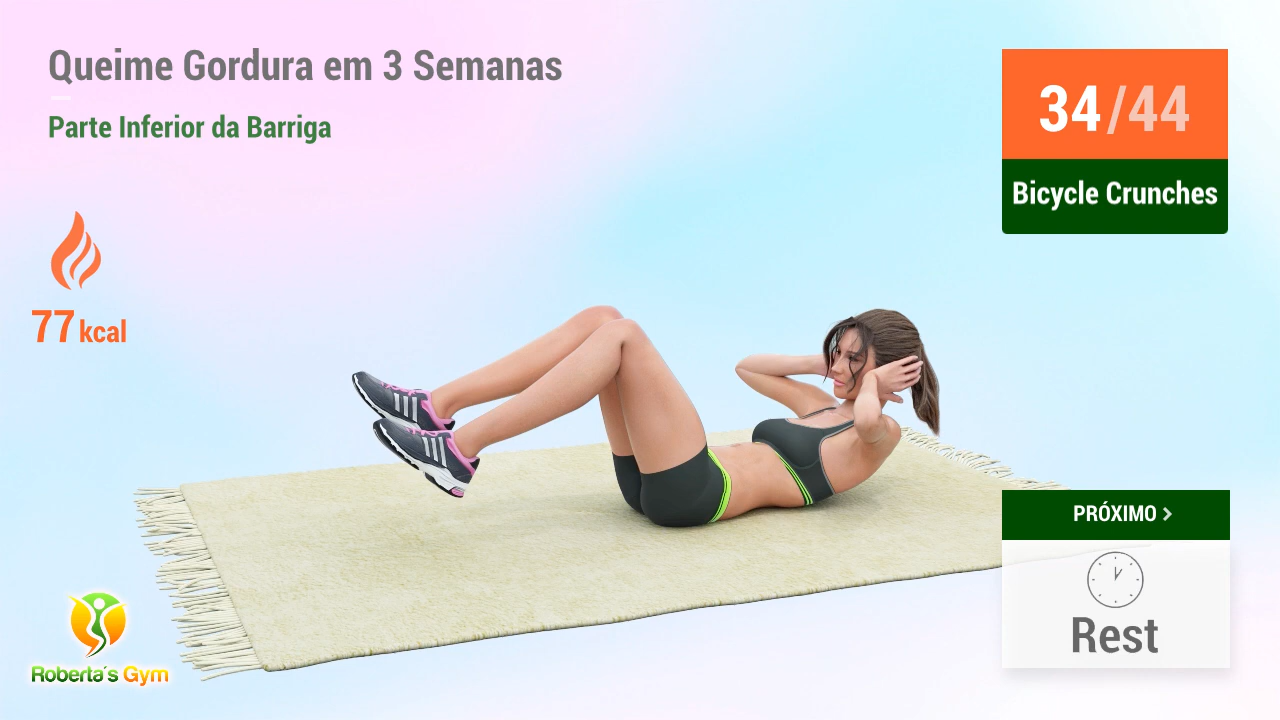 Queime Gordura em 3 Semanas
Parte Inferior da Barriga
34/44
Bicycle Crunches
77 kcal
PRÓXIMO >
Rest
Roberta´s Gym